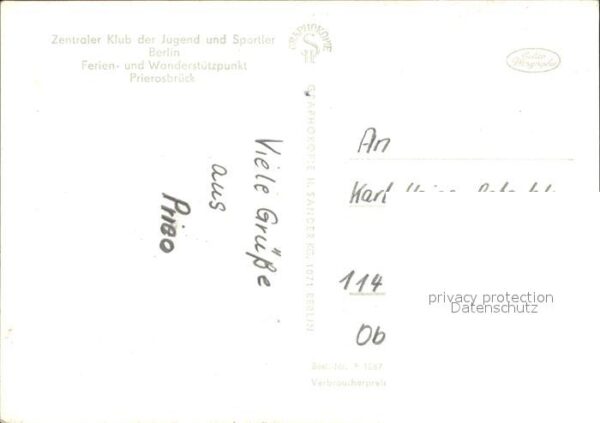 Zentraler Klub der Jugend und Sportler
Berlin
Ferien- und Wanderstützpunkt
Prierosbrück
GRAPHOKOPIE
GRAPHOKOPIE H. SANDER KG, 1071 BERLIN
Viele Grüße
aus
Prieo
An
Karl
114
Ob
privacy protection
Datenschutz
Best.-Nr.
Verbraucherpreis